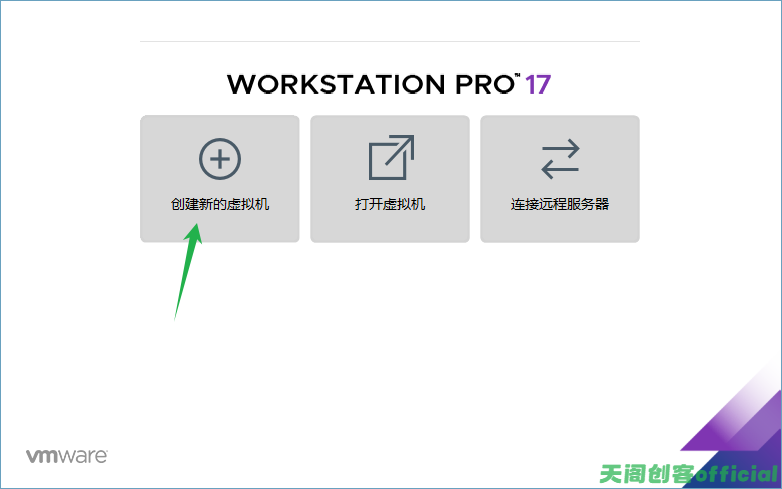 WORKSTATION PRO™ 17
创建新的虚拟机
打开虚拟机
连接远程服务器
vmware
天阁创客official